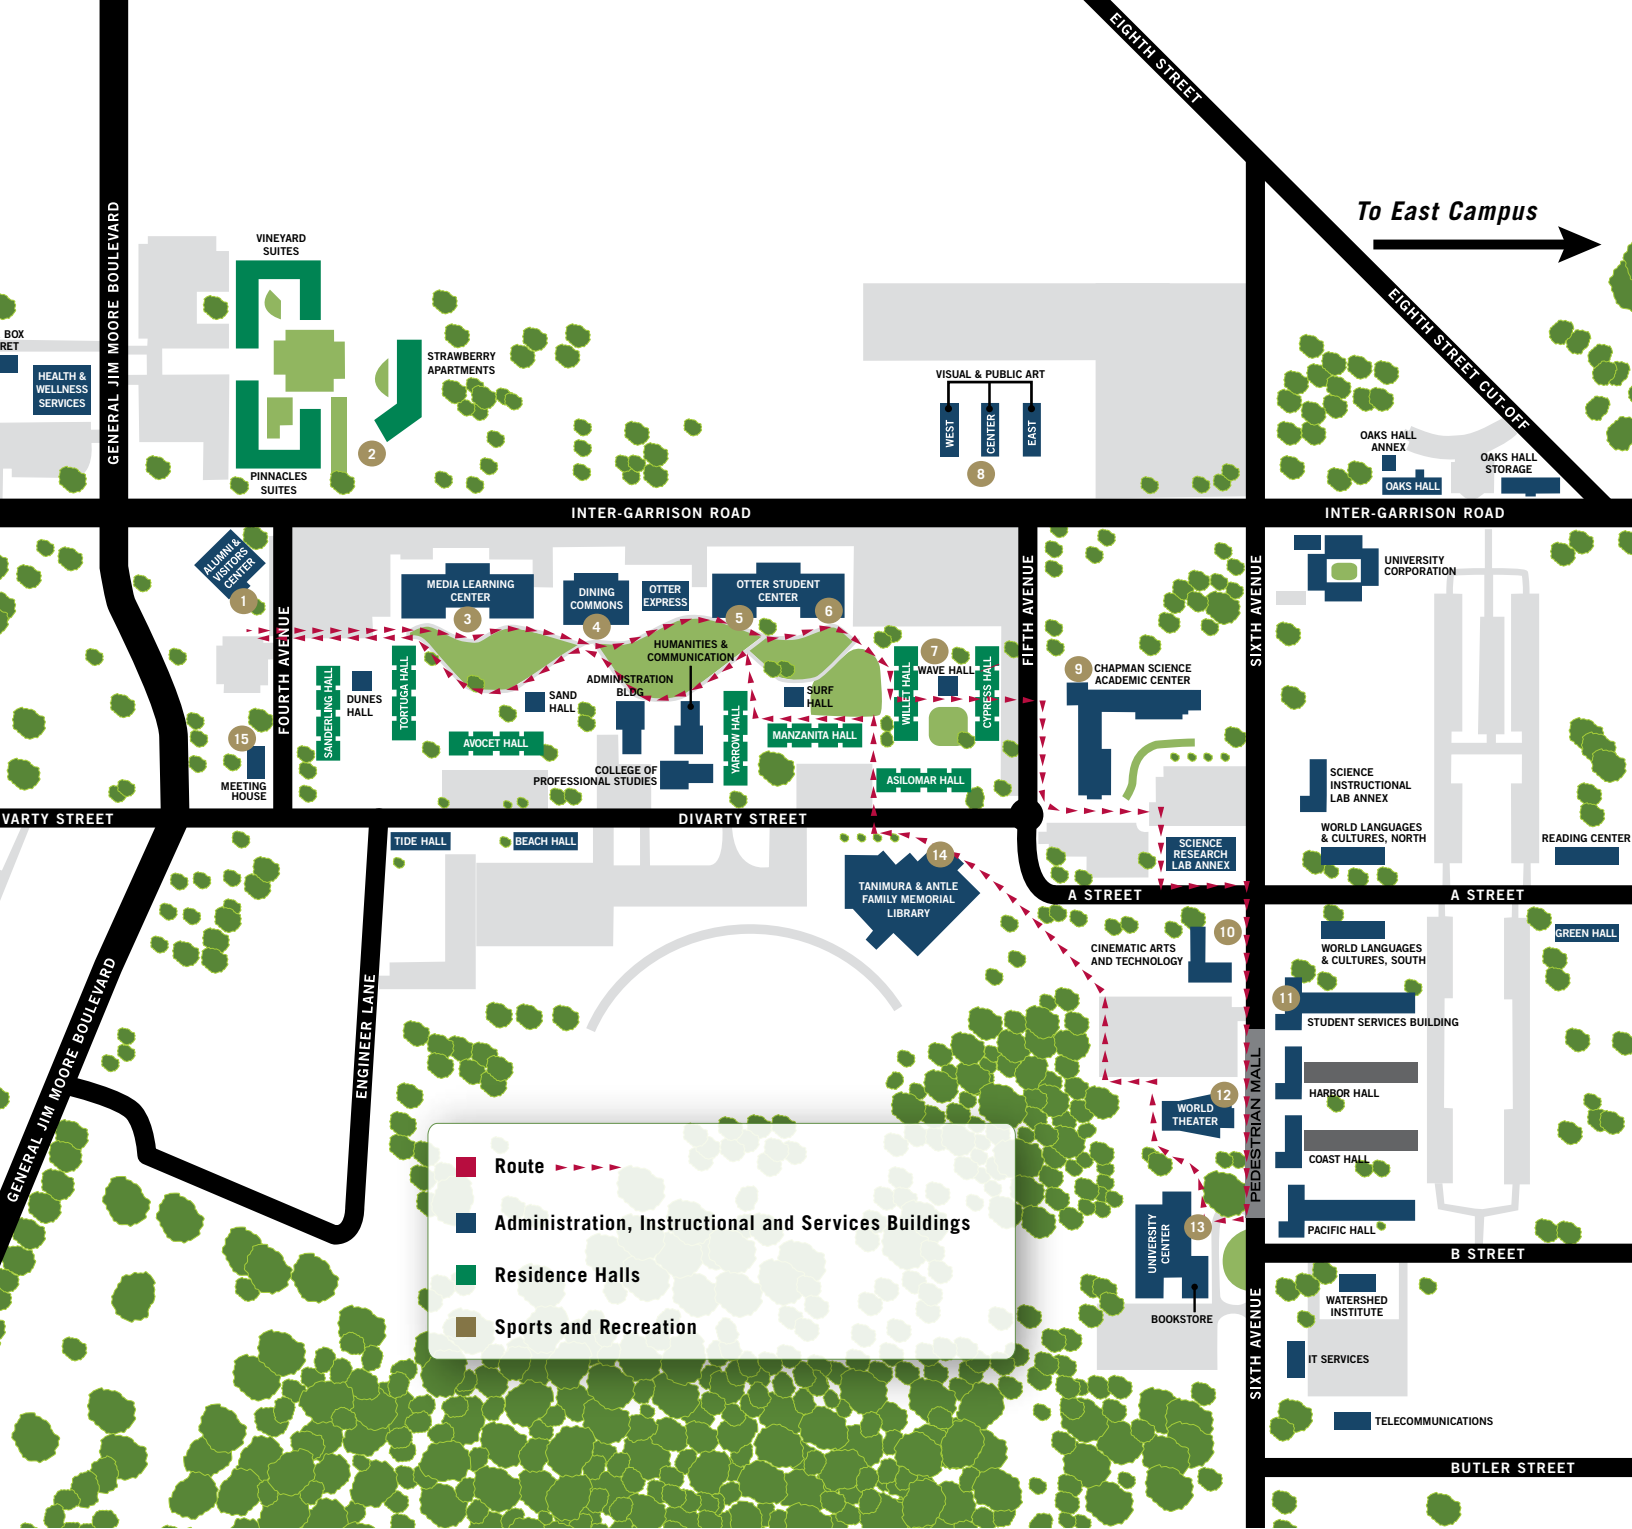 EIGHTH STREET
To East Campus
GENERAL JIM MOORE BOULEVARD
VINEYARD
SUITES
EIGHTH STREET CUT-OFF
BOX
RET
HEALTH &
WELLNESS
SERVICES
STRAWBERRY
APARTMENTS
2
PINNACLES
SUITES
VISUAL & PUBLIC ART
WEST
CENTER
EAST
8
OAKS HALL
ANNEX
OAKS HALL
STORAGE
OAKS HALL
INTER-GARRISON ROAD
INTER-GARRISON ROAD
ALUMNI &
VISITORS
CENTER
1
FOURTH AVENUE
MEDIA LEARNING
CENTER
3
DINING
COMMONS
4
OTTER
EXPRESS
OTTER STUDENT
CENTER
5
6
FIFTH AVENUE
SIXTH AVENUE
UNIVERSITY
CORPORATION
HUMANITIES &
COMMUNICATION
ADMINISTRATION
BLDG
7
WAVE HALL
WILLET HALL
CYPRESS HALL
9
CHAPMAN SCIENCE
ACADEMIC CENTER
SANDERLING HALL
DUNES
HALL
TORTUGA HALL
SAND
HALL
SURF
HALL
AVOCET HALL
YARROW HALL
MANZANITA HALL
15
MEETING
HOUSE
COLLEGE OF
PROFESSIONAL STUDIES
ASILOMAR HALL
SCIENCE
INSTRUCTIONAL
LAB ANNEX
VARTY STREET
DIVARTY STREET
WORLD LANGUAGES
& CULTURES, NORTH
READING CENTER
TIDE HALL
BEACH HALL
SCIENCE
RESEARCH
LAB ANNEX
14
TANIMURA & ANTLE
FAMILY MEMORIAL
LIBRARY
A STREET
A STREET
10
CINEMATIC ARTS
AND TECHNOLOGY
WORLD LANGUAGES
& CULTURES, SOUTH
GREEN HALL
GENERAL JIM MOORE BOULEVARD
ENGINEER LANE
11
STUDENT SERVICES BUILDING
PEDESTRIAN MALL
HARBOR HALL
12
WORLD
THEATER
COAST HALL
UNIVERSITY
CENTER
13
PACIFIC HALL
B STREET
BOOKSTORE
SIXTH AVENUE
WATERSHED
INSTITUTE
IT SERVICES
TELECOMMUNICATIONS
BUTLER STREET
Route
Administration, Instructional and Services Buildings
Residence Halls
Sports and Recreation